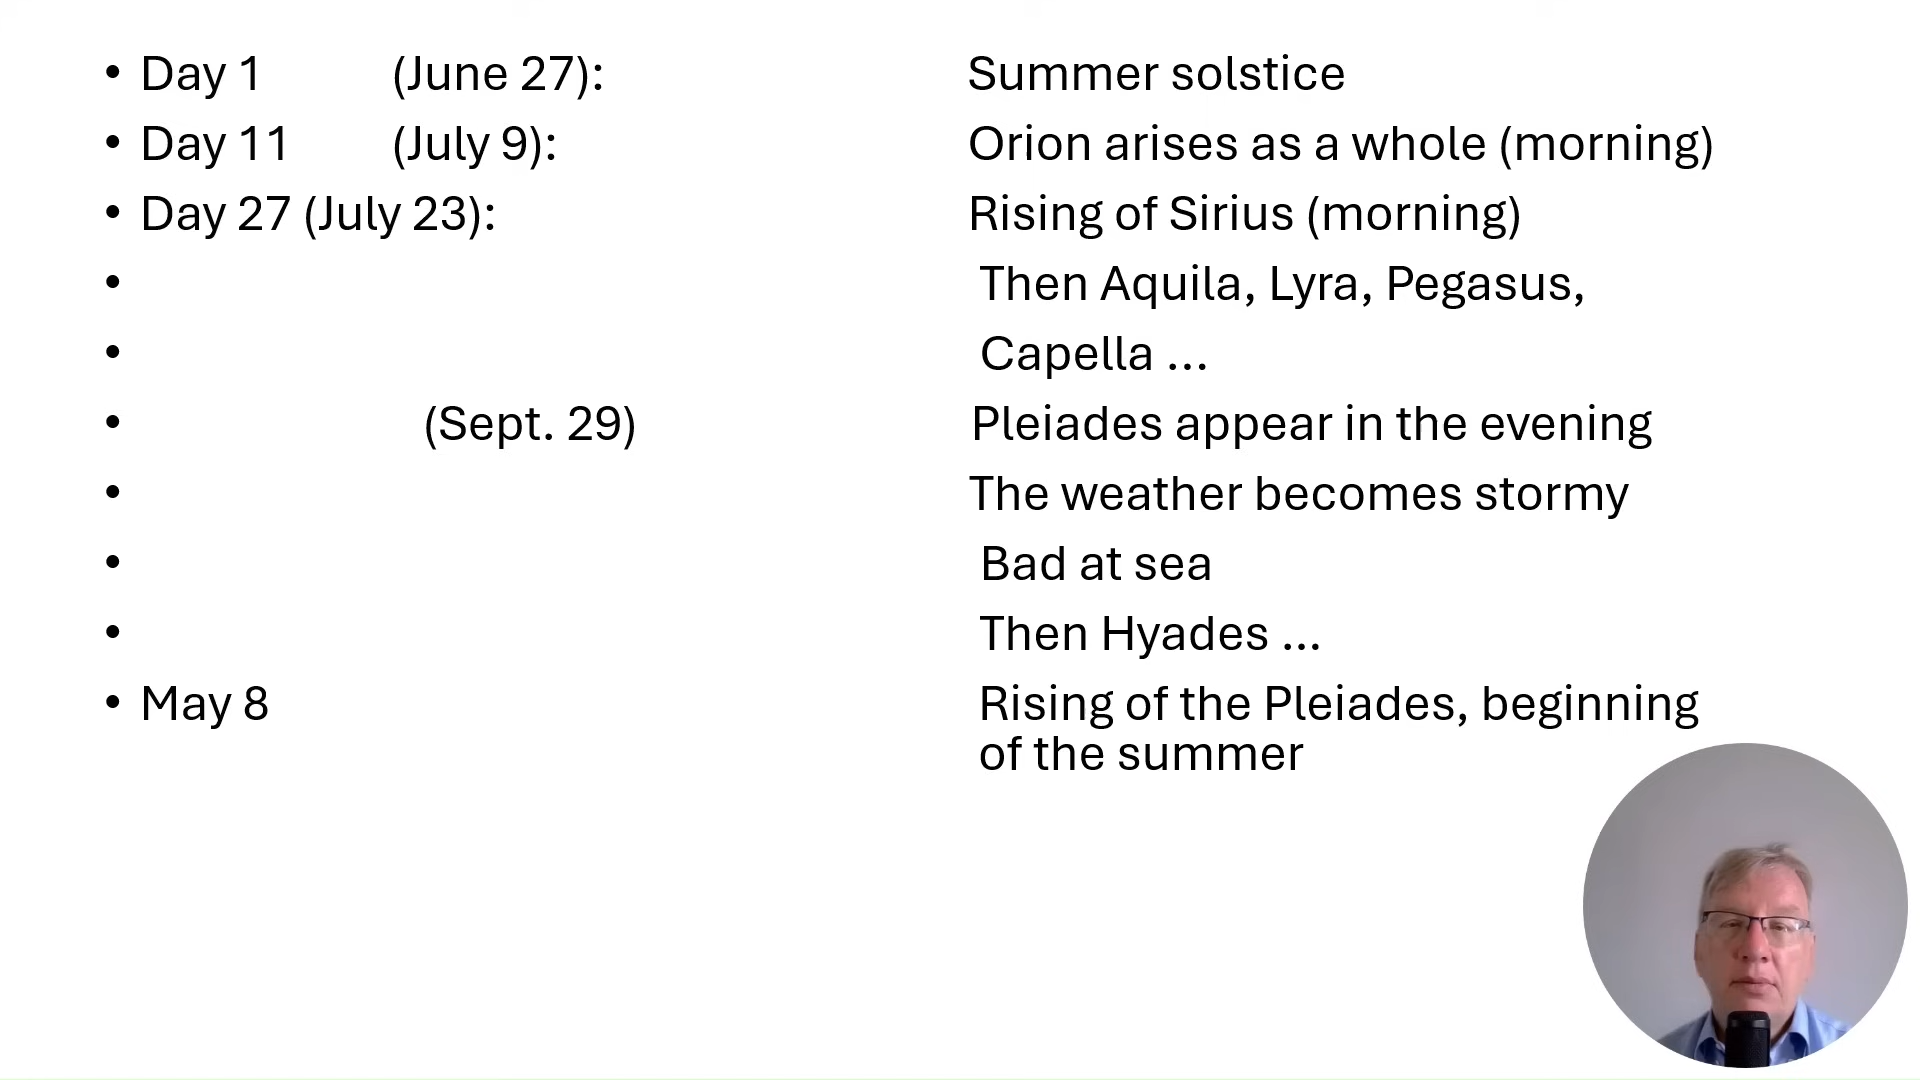 • Day 1 (June 27): Summer solstice
• Day 11 (July 9): Orion arises as a whole (morning)
• Day 27 (July 23): Rising of Sirius (morning)
• Then Aquila, Lyra, Pegasus,
• Capella ...
• (Sept. 29) Pleiades appear in the evening
• The weather becomes stormy
• Bad at sea
• Then Hyades ...
• May 8 Rising of the Pleiades, beginning
of the summer